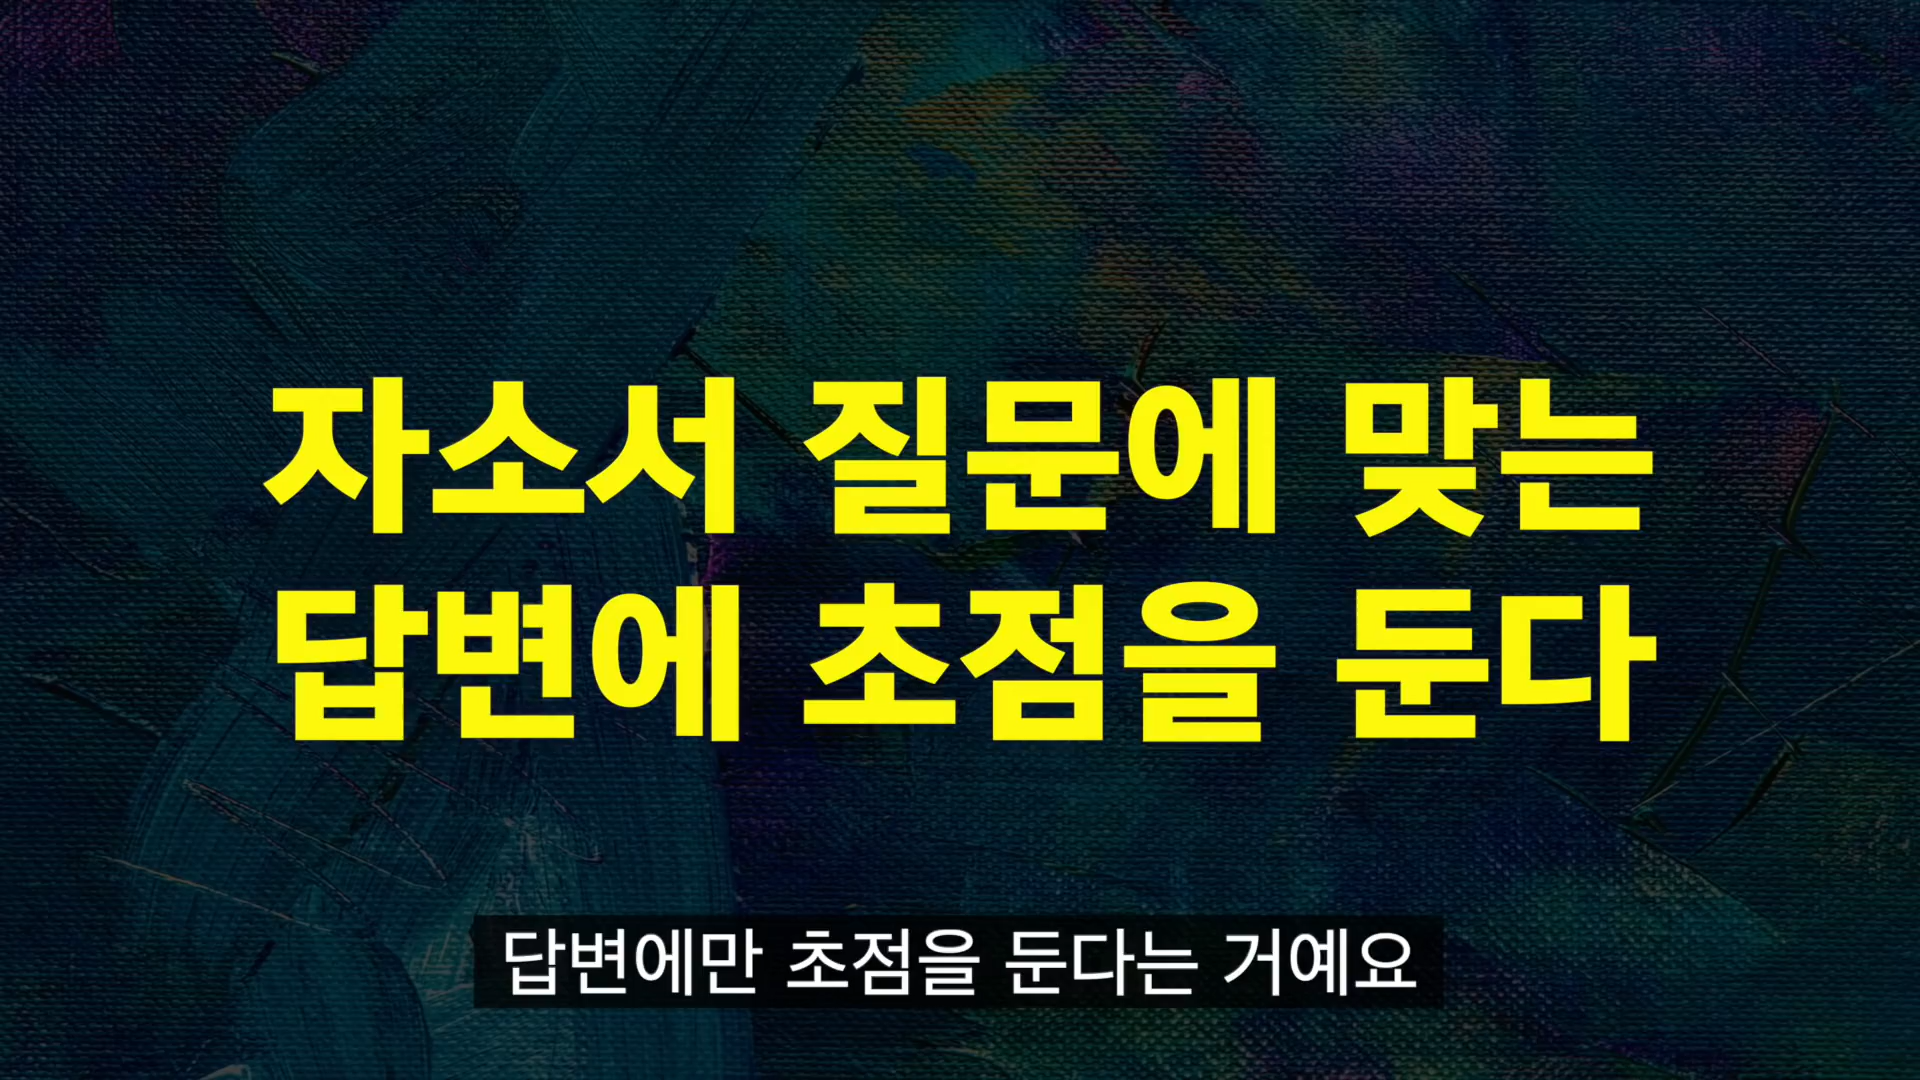 자소서 질문에 맞는
답변에 초점을 둔다
답변에만 초점을 둔다는 거예요